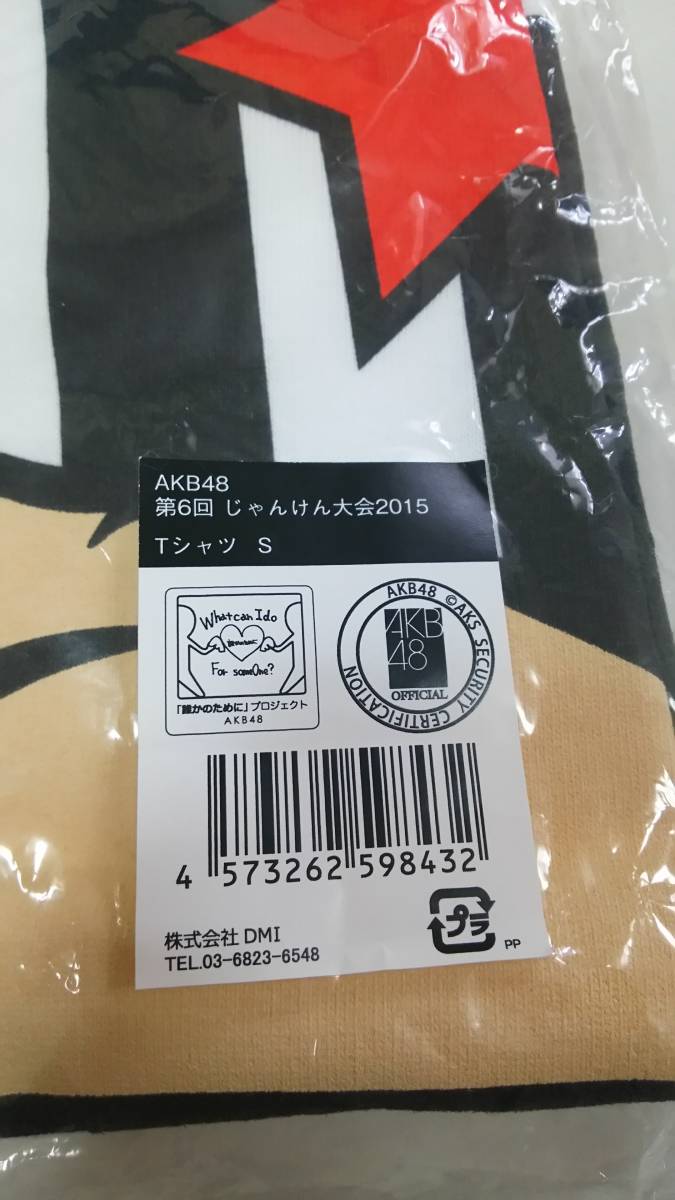 AKB48
第6回 じゃんけん大会2015
Tシャツ S
What can I do
For someOne?
「誰かのために」プロジェクト
AKB48
AKB48 ©AKS SECURITY CERTIFICATION
AKB
48
OFFICIAL
4 573262 598432
株式会社 DMI
TEL.03-6823-6548
プラ
PP